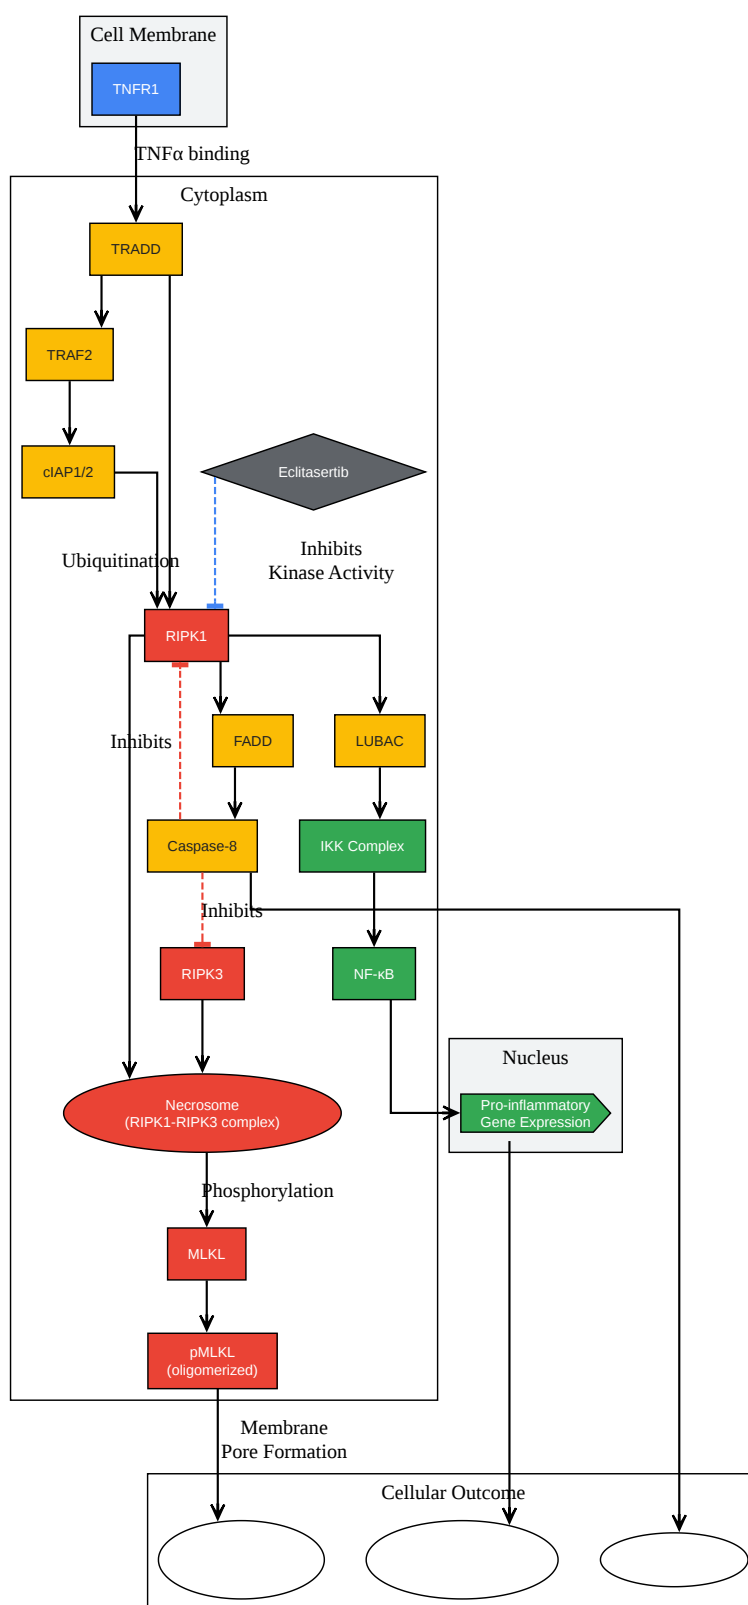 Cell Membrane
TNFR1
TNFα binding
Cytoplasm
TRADD
TRAF2
cIAP1/2
Eclitasertib
Ubiquitination
Inhibits
Kinase Activity
RIPK1
Inhibits
FADD
LUBAC
Caspase-8
IKK Complex
Inhibits
RIPK3
NF-κB
Nucleus
Necrosome
(RIPK1-RIPK3 complex)
Pro-inflammatory
Gene Expression
Phosphorylation
MLKL
pMLKL
(oligomerized)
Membrane
Pore Formation
Cellular Outcome